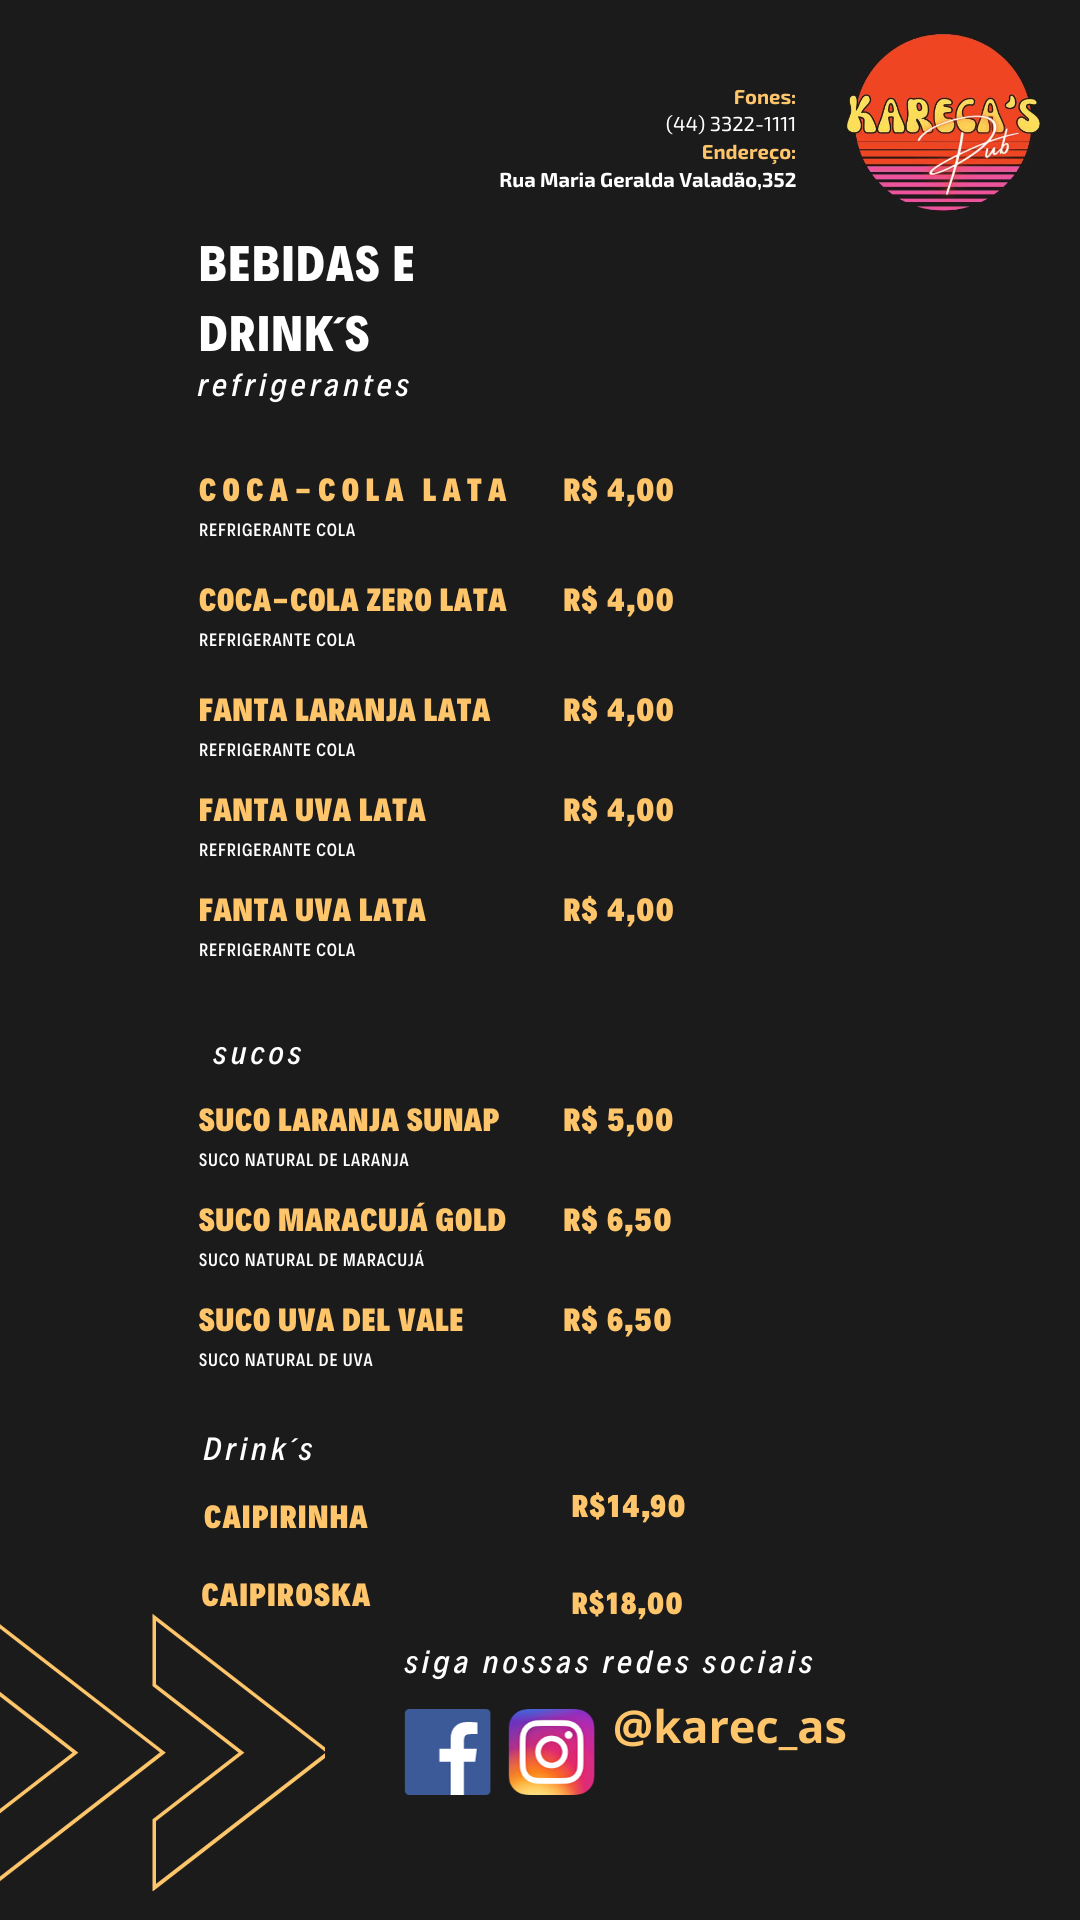 Fones:
(44) 3322-1111
Endereço:
Rua Maria Geralda Valadão,352
KARECA'S
Pub
BEBIDAS E
DRINK´S
refrigerantes
COCA-COLA LATA R$ 4,00
REFRIGERANTE COLA
COCA-COLA ZERO LATA R$ 4,00
REFRIGERANTE COLA
FANTA LARANJA LATA R$ 4,00
REFRIGERANTE COLA
FANTA UVA LATA R$ 4,00
REFRIGERANTE COLA
FANTA UVA LATA R$ 4,00
REFRIGERANTE COLA
sucos
SUCO LARANJA SUNAP R$ 5,00
SUCO NATURAL DE LARANJA
SUCO MARACUJÁ GOLD R$ 6,50
SUCO NATURAL DE MARACUJÁ
SUCO UVA DEL VALE R$ 6,50
SUCO NATURAL DE UVA
Drink´s
CAIPIRINHA R$14,90
CAIPIROSKA R$18,00
siga nossas redes sociais
@karec_as